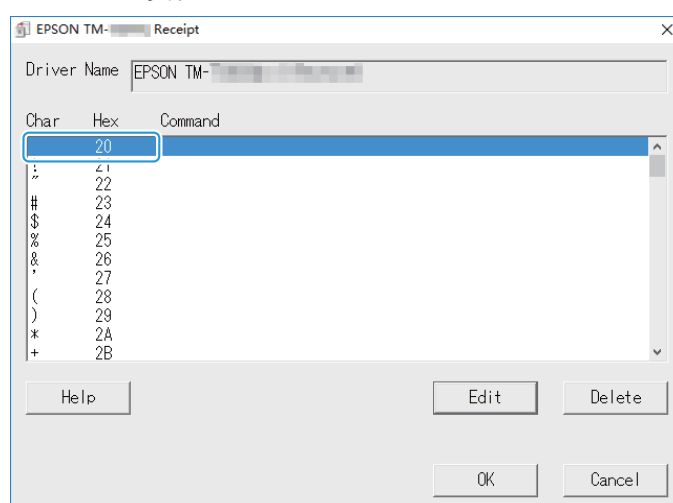 EPSON TM- Receipt
Driver Name EPSON TM-
Char Hex Command
20
! 21
" 22
# 23
$ 24
% 25
& 26
' 27
( 28
) 29
* 2A
+ 2B
Help Edit Delete
OK Cancel